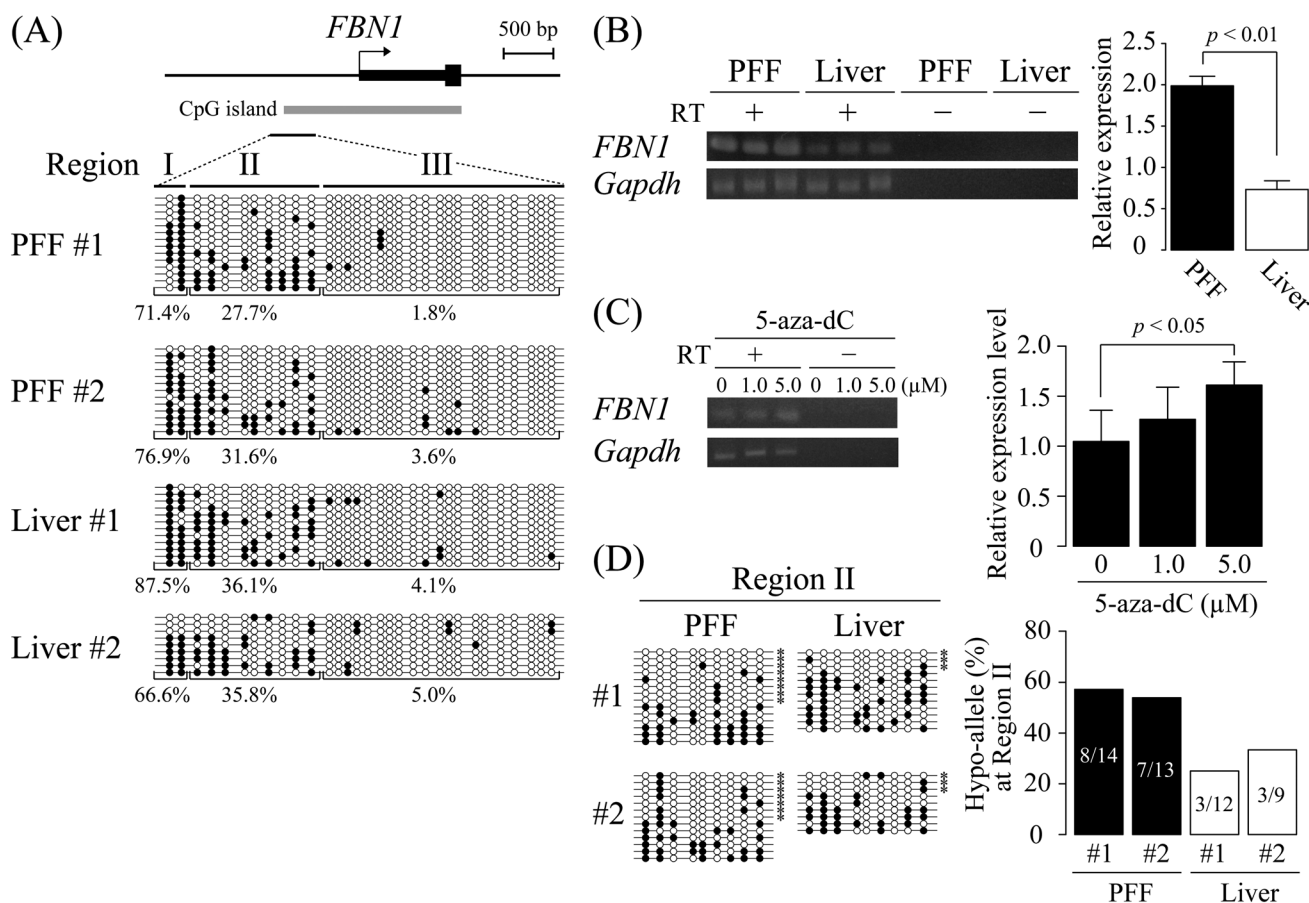 (A)
FBN1
500 bp
CpG island
Region I II III
PFF #1
71.4% 27.7% 1.8%
PFF #2
76.9% 31.6% 3.6%
Liver #1
87.5% 36.1% 4.1%
Liver #2
66.6% 35.8% 5.0%
(B)
PFF Liver PFF Liver
RT + + − −
FBN1
Gapdh
Relative expression
2.5
2.0
1.5
1.0
0.5
0
p < 0.01
PFF Liver
(C)
5-aza-dC
RT + −
0 1.0 5.0 0 1.0 5.0 (μM)
FBN1
Gapdh
Relative expression level
2.0
1.5
1.0
0.5
0
p < 0.05
0 1.0 5.0
5-aza-dC (μM)
(D)
Region II
PFF Liver
#1
********
***
#2
*******
***
Hypo-allele (%)
at Region II
80
60
40
20
0
8/14 7/13 3/12 3/9
#1 #2 #1 #2
PFF Liver